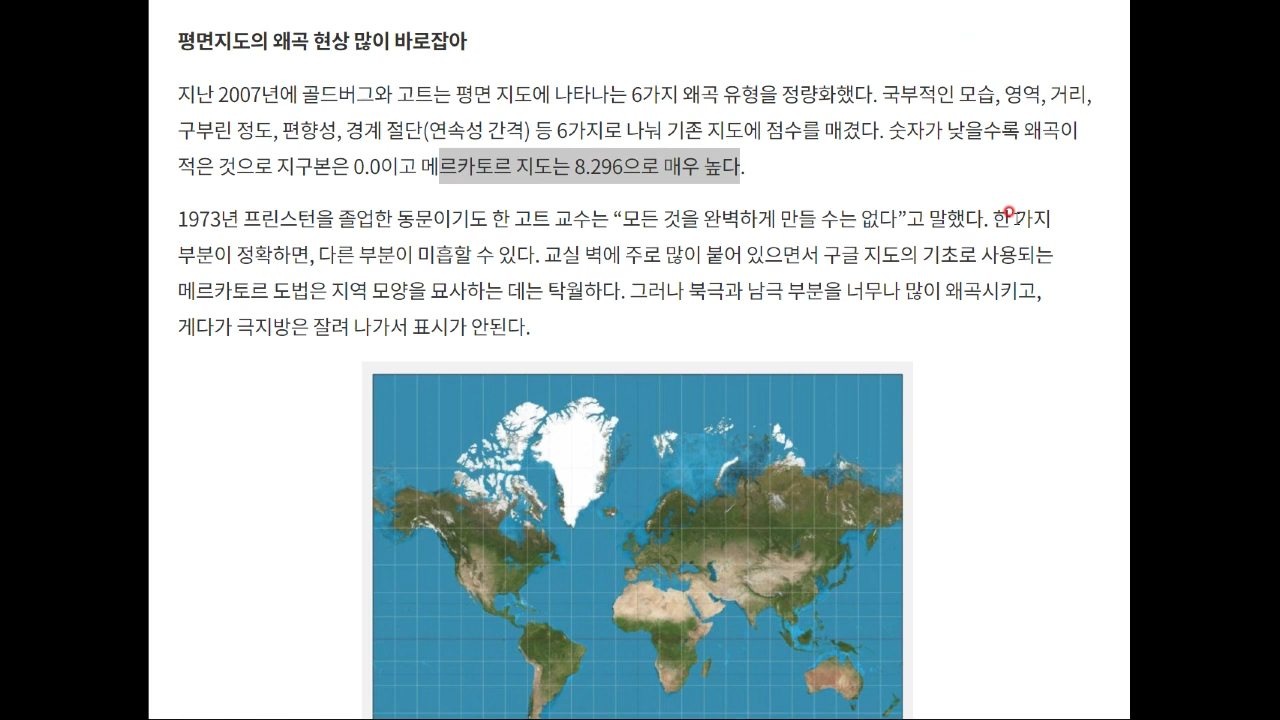 평면지도의 왜곡 현상 많이 바로잡아
지난 2007년에 골드버그와 고트는 평면 지도에 나타나는 6가지 왜곡 유형을 정량화했다. 국부적인 모습, 영역, 거리,
구부린 정도, 편향성, 경계 절단(연속성 간격) 등 6가지로 나눠 기존 지도에 점수를 매겼다. 숫자가 낮을수록 왜곡이
적은 것으로 지구본은 0.0이고 메르카토르 지도는 8.296으로 매우 높다.
1973년 프린스턴을 졸업한 동문이기도 한 고트 교수는 “모든 것을 완벽하게 만들 수는 없다”고 말했다. 한 가지
부분이 정확하면, 다른 부분이 미흡할 수 있다. 교실 벽에 주로 많이 붙어 있으면서 구글 지도의 기초로 사용되는
메르카토르 도법은 지역 모양을 묘사하는 데는 탁월하다. 그러나 북극과 남극 부분을 너무나 많이 왜곡시키고,
게다가 극지방은 잘려 나가서 표시가 안된다.